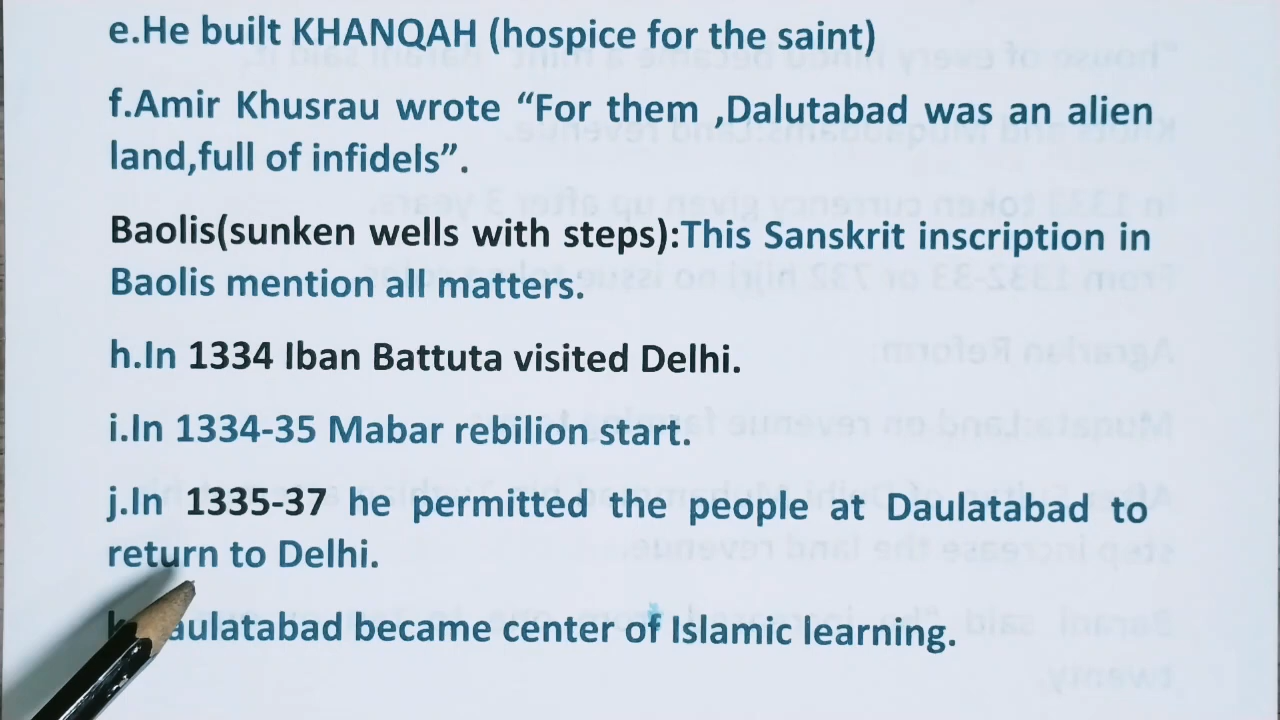 e.He built KHANQAH (hospice for the saint)
f.Amir Khusrau wrote “For them ,Dalutabad was an alien
land,full of infidels”.
Baolis(sunken wells with steps):This Sanskrit inscription in
Baolis mention all matters.
h.In 1334 Iban Battuta visited Delhi.
i.In 1334-35 Mabar rebilion start.
j.In 1335-37 he permitted the people at Daulatabad to
return to Delhi.
aulatabad became center of Islamic learning.